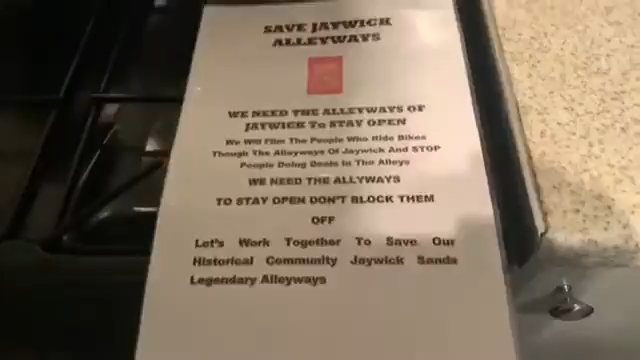 SAVE JAYWICK
ALLEYWAYS
WE NEED THE ALLEYWAYS OF
JAYWICK To STAY OPEN
We Will Film The People Who Ride Bikes
Though The Alleyways Of Jaywick And STOP
People Doing Deals In The Alleys
WE NEED THE ALLYWAYS
TO STAY OPEN DON'T BLOCK THEM
OFF
Let's Work Together To Save Our
Historical Community Jaywick Sands
Legendary Alleyways